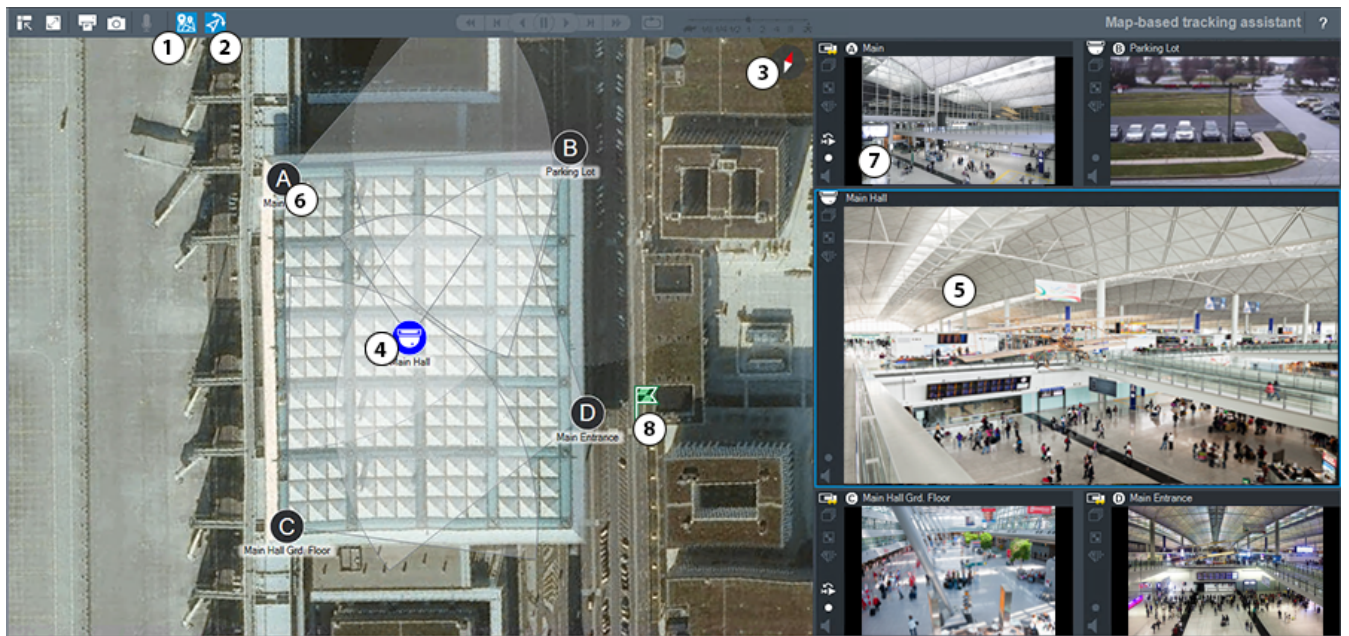 Map-based tracking assistant ?
1
2
3
A Main
B Parking Lot
B
Parking Lot
A
6
Main
7
Main Hall
5
4
Main Hall
D
8
Main Entrance
C
Main Hall Grd. Floor
C Main Hall Grd. Floor
D Main Entrance